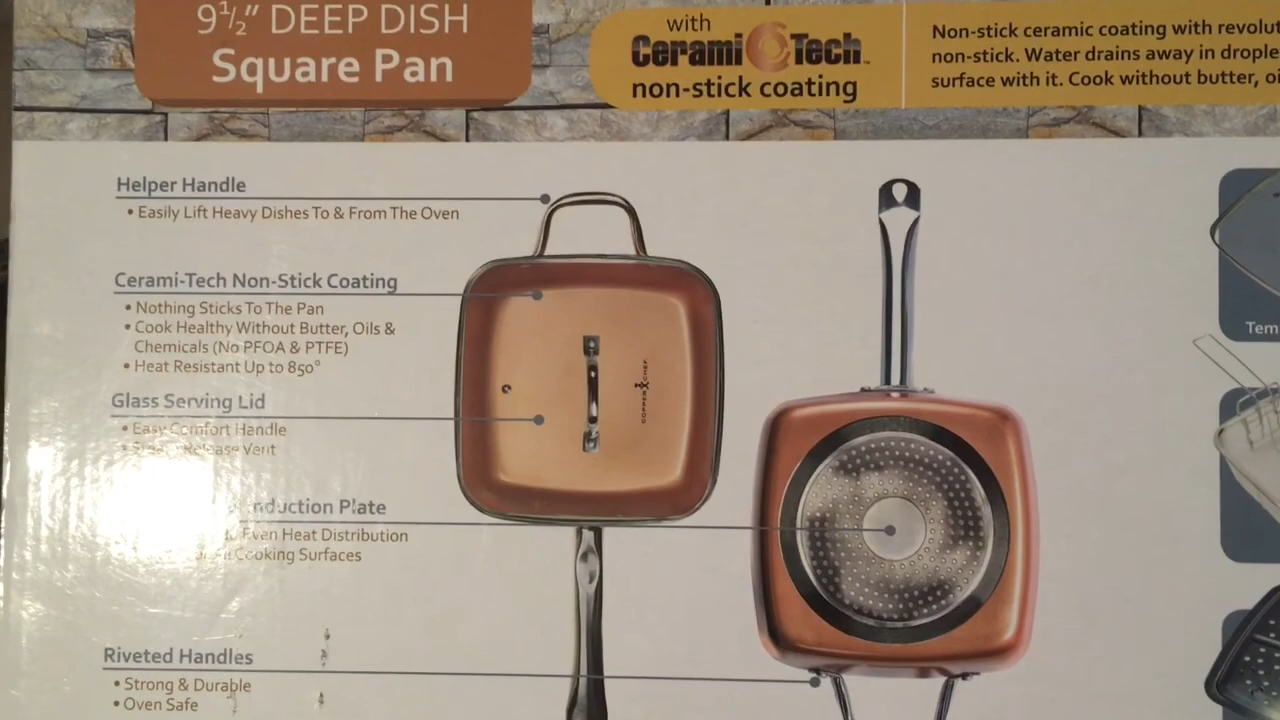 9½" DEEP DISH
Square Pan
with
CeramiTech™
non-stick coating
Non-stick ceramic coating with
non-stick. Water drains away in
surface with it. Cook without butter,
Helper Handle
• Easily Lift Heavy Dishes To & From The Oven
Cerami-Tech Non-Stick Coating
• Nothing Sticks To The Pan
• Cook Healthy Without Butter, Oils &
Chemicals (No PFOA & PTFE)
• Heat Resistant Up to 850°
Glass Serving Lid
• Easy Comfort Handle
• Steam Release Vent
Induction Plate
Even Heat Distribution
Cooking Surfaces
Riveted Handles
• Strong & Durable
• Oven Safe
COPPER CHEF
Tem